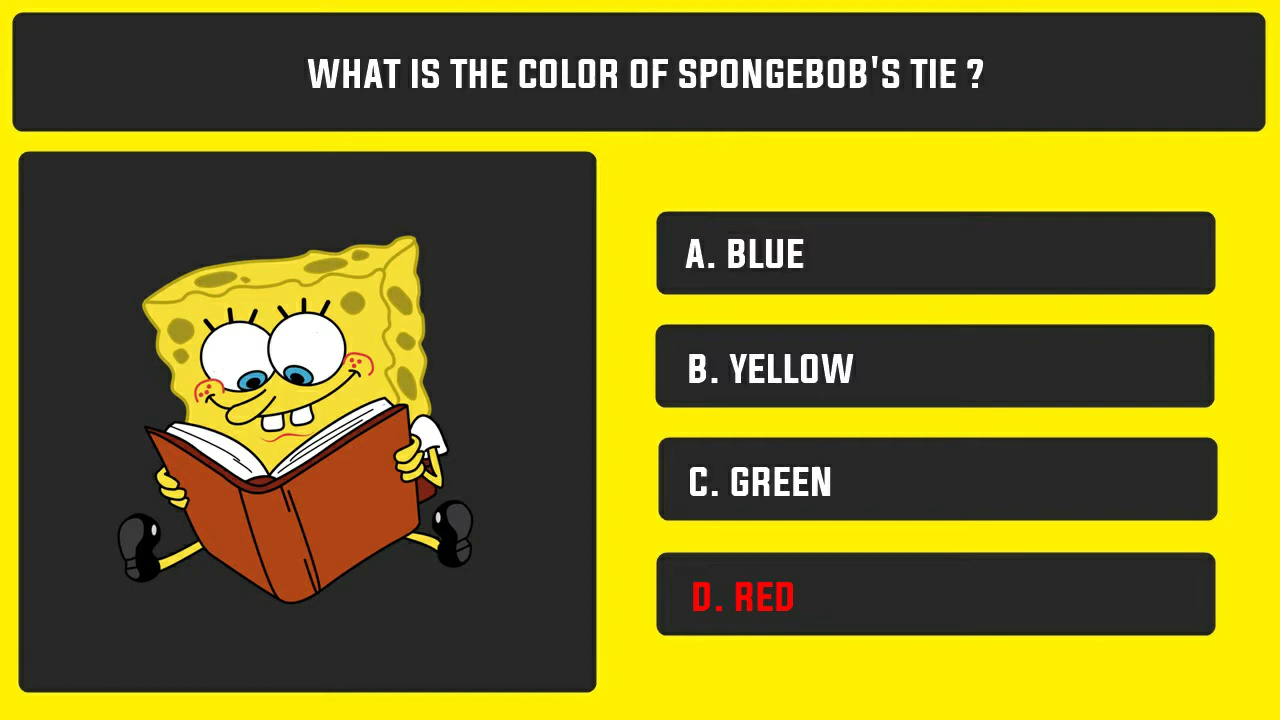 WHAT IS THE COLOR OF SPONGEBOB'S TIE ?
A. BLUE
B. YELLOW
C. GREEN
D. RED